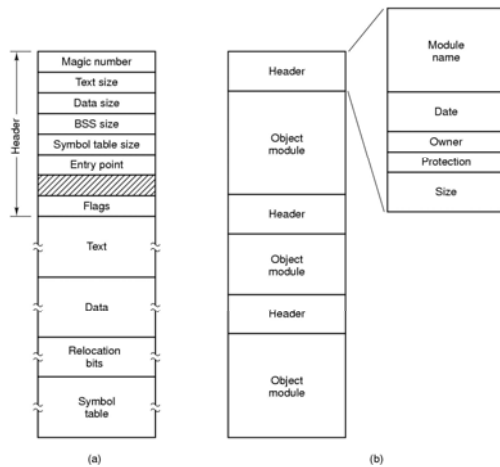 Header
Magic number
Text size
Data size
BSS size
Symbol table size
Entry point
Flags
Text
Data
Relocation
bits
Symbol
table
(a)
Header
Object
module
Header
Object
module
Header
Object
module
(b)
Module
name
Date
Owner
Protection
Size